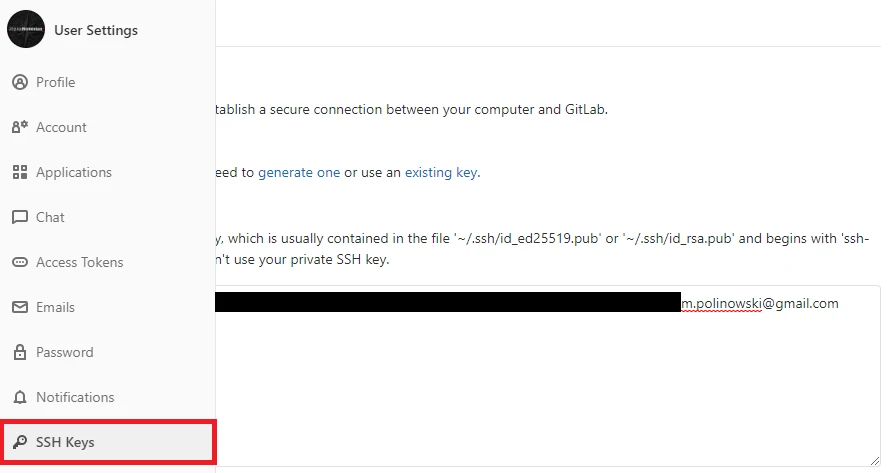 User Settings
Profile
Account
Applications
Chat
Access Tokens
Emails
Password
Notifications
SSH Keys
tablish a secure connection between your computer and GitLab.
eed to generate one or use an existing key.
y, which is usually contained in the file '~/.ssh/id_ed25519.pub' or '~/.ssh/id_rsa.pub' and begins with 'ssh-
n't use your private SSH key.
m.polinowski@gmail.com